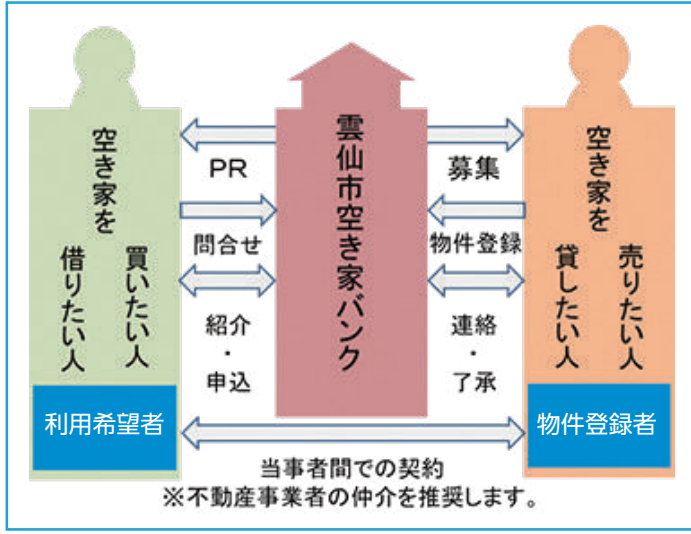 空き家を
買いたい人
借りたい人
利用希望者
PR
問合せ
紹介
・
申込
雲仙市空き家バンク
募集
物件登録
連絡
・
了承
空き家を
売りたい人
貸したい人
物件登録者
当事者間での契約
※不動産事業者の仲介を推奨します。